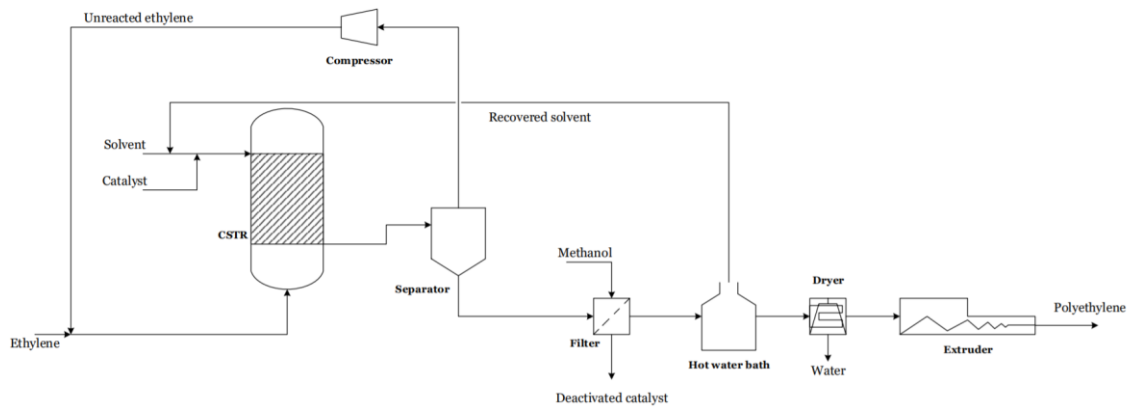 Unreacted ethylene
Compressor
Recovered solvent
Solvent
Catalyst
CSTR
Separator
Methanol
Dryer
Polyethylene
Ethylene
Filter
Hot water bath
Water
Extruder
Deactivated catalyst